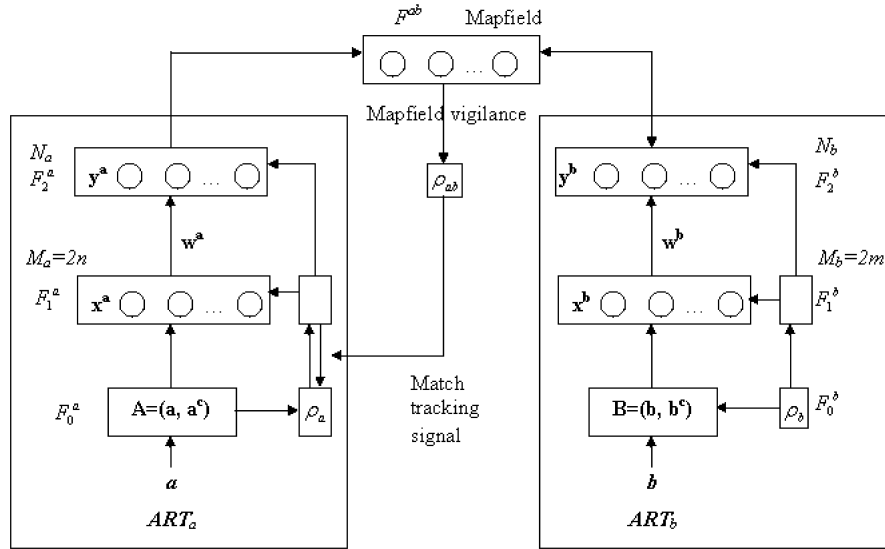 F^ab Mapfield
...
Mapfield vigilance
ρ_ab
N_a
F_2^a
y^a ...
w^a
M_a=2n
F_1^a
x^a ...
F_0^a
A=(a, a^c)
ρ_a
a
ART_a
Match
tracking
signal
N_b
F_2^b
y^b ...
w^b
M_b=2m
F_1^b
x^b ...
B=(b, b^c)
ρ_b
F_0^b
b
ART_b